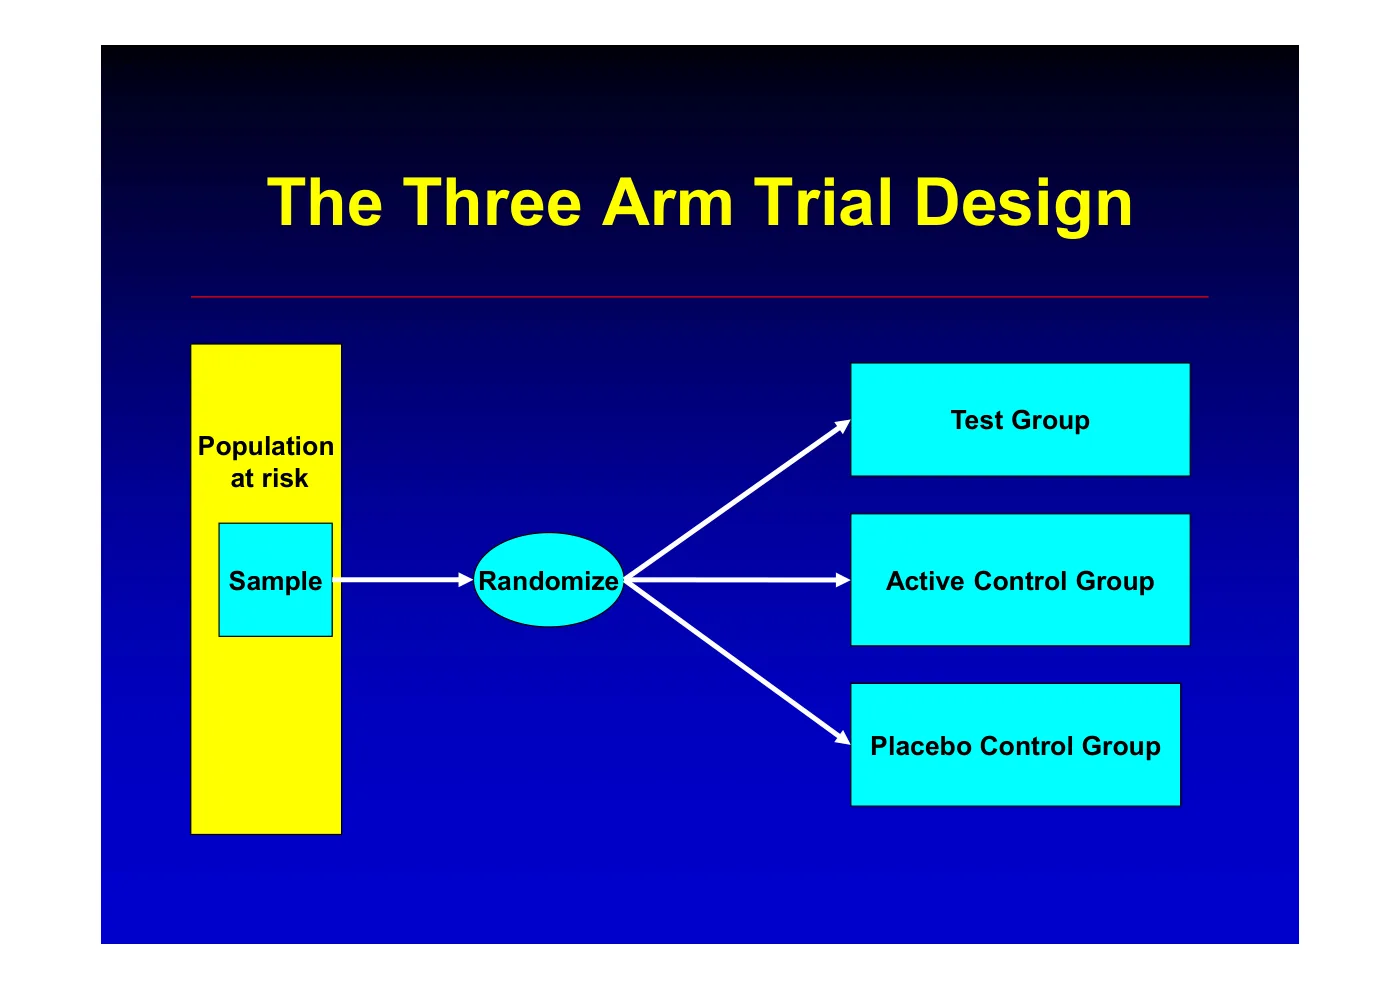 The Three Arm Trial Design
Population
at risk
Sample
Randomize
Test Group
Active Control Group
Placebo Control Group